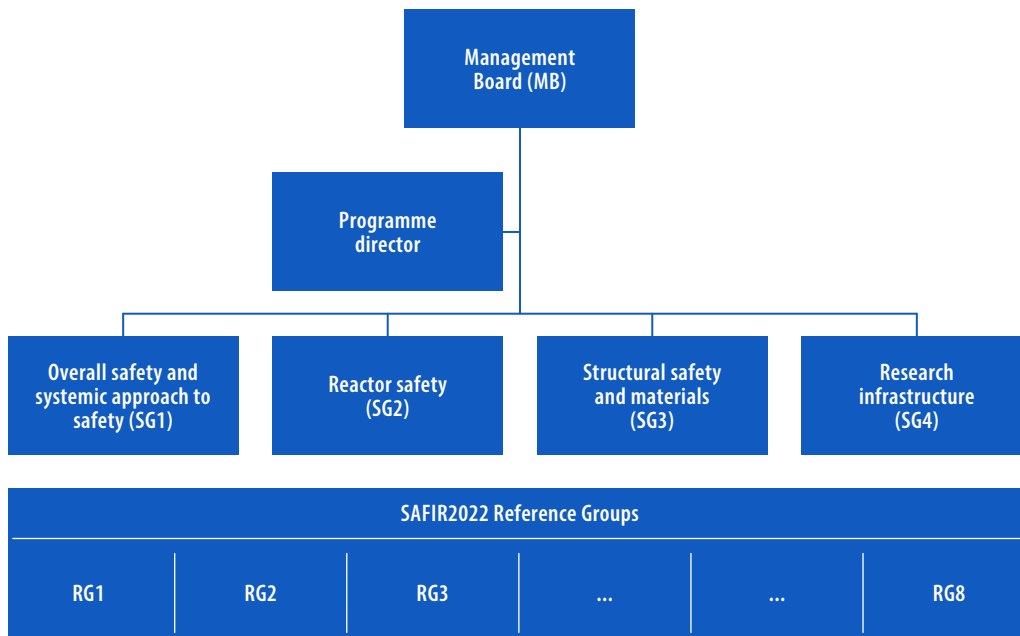 Management
Board (MB)
Programme
director
Overall safety and
systemic approach to
safety (SG1)
Reactor safety
(SG2)
Structural safety
and materials
(SG3)
Research
infrastructure
(SG4)
SAFIR2022 Reference Groups
RG1
RG2
RG3
...
...
RG8